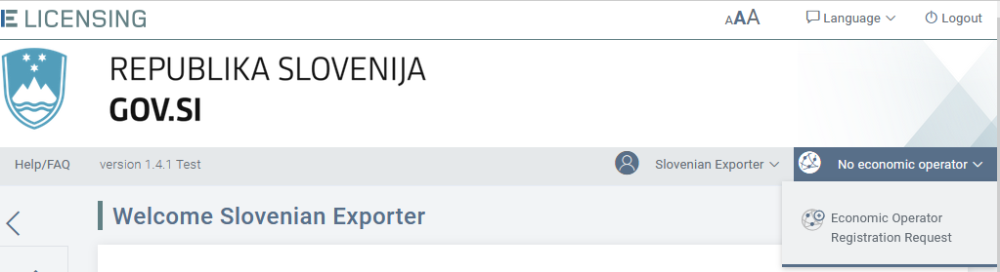 E LICENSING
AAA
Language
Logout
REPUBLIKA SLOVENIJA
GOV.SI
Help/FAQ
version 1.4.1 Test
Slovenian Exporter
No economic operator
Economic Operator
Registration Request
Welcome Slovenian Exporter